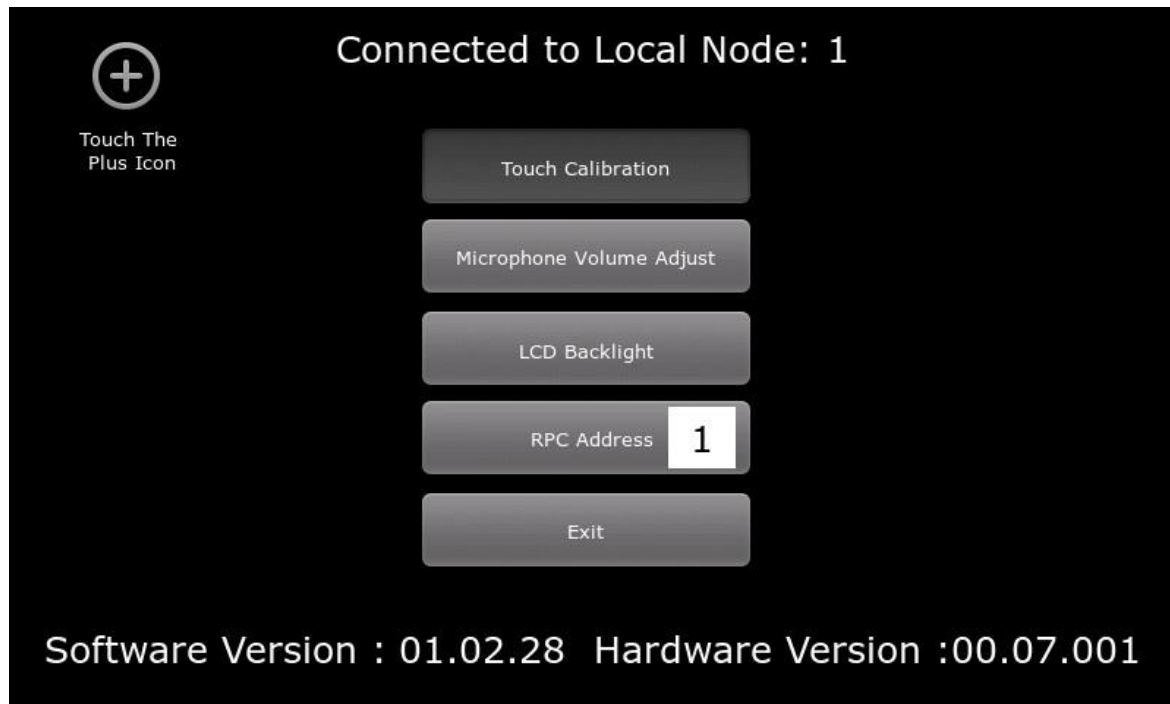 Connected to Local Node: 1
Touch The
Plus Icon
Touch Calibration
Microphone Volume Adjust
LCD Backlight
RPC Address 1
Exit
Software Version : 01.02.28 Hardware Version :00.07.001